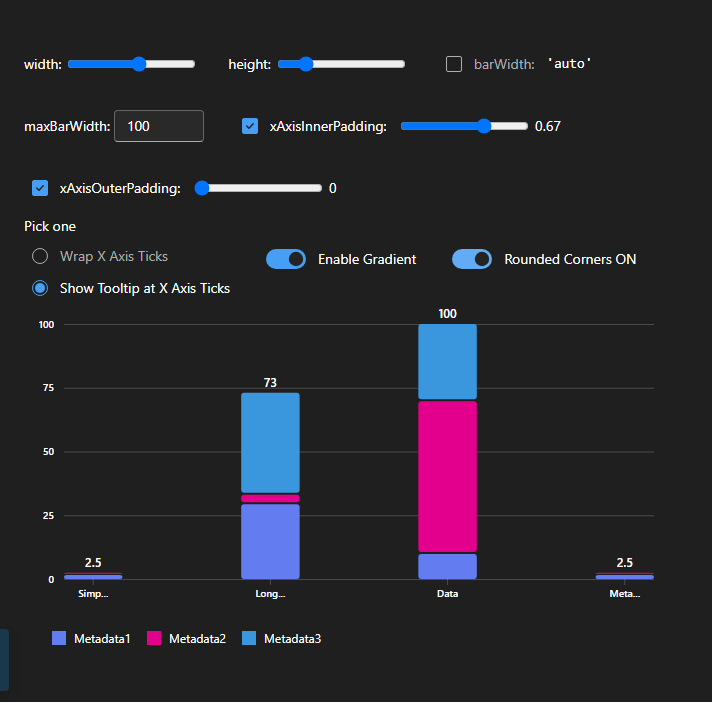 width: height: barWidth: 'auto'
maxBarWidth: 100 xAxisInnerPadding: 0.67
xAxisOuterPadding: 0
Pick one
Wrap X Axis Ticks Enable Gradient Rounded Corners ON
Show Tooltip at X Axis Ticks
100
100
73
75
50
25
2.5 2.5
0
Simp... Long... Data Meta...
Metadata1 Metadata2 Metadata3